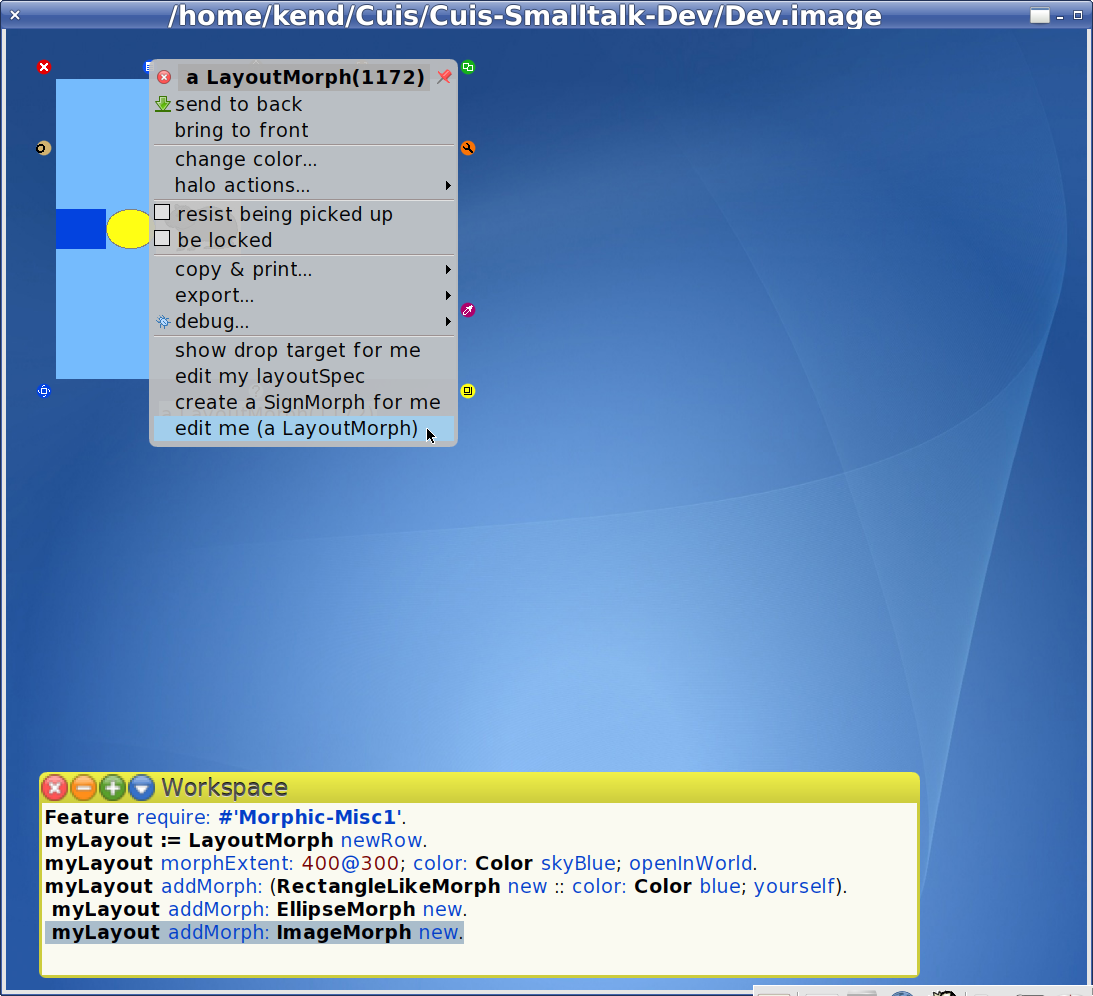 /home/kend/Cuis/Cuis-Smalltalk-Dev/Dev.image
a LayoutMorph(1172)
send to back
bring to front
change color...
halo actions...
resist being picked up
be locked
copy & print...
export...
debug...
show drop target for me
edit my layoutSpec
create a SignMorph for me
edit me (a LayoutMorph)
Workspace
Feature require: #'Morphic-Misc1'.
myLayout := LayoutMorph newRow.
myLayout morphExtent: 400@300; color: Color skyBlue; openInWorld.
myLayout addMorph: (RectangleLikeMorph new :: color: Color blue; yourself).
myLayout addMorph: EllipseMorph new.
myLayout addMorph: ImageMorph new.